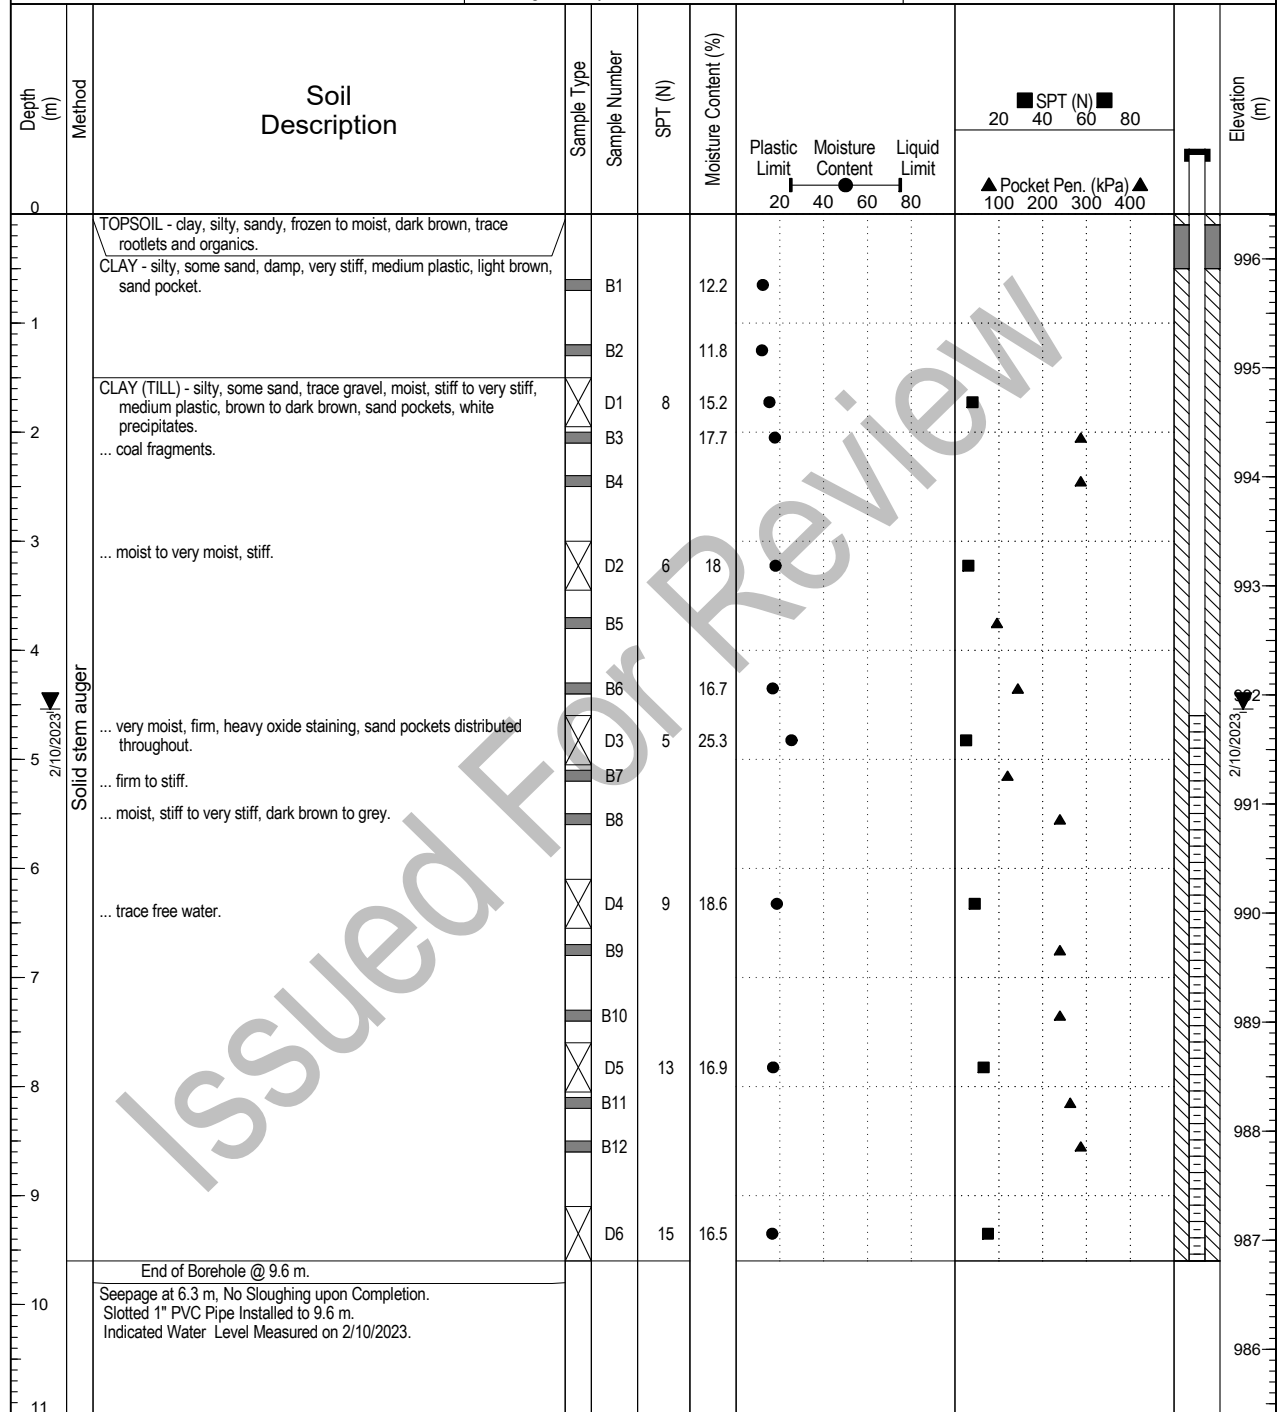 Depth
(m)
Method
Soil
Description
Sample Type
Sample Number
SPT (N)
Moisture Content (%)
Plastic
Limit
Moisture
Content
Liquid
Limit
20 40 60 80
SPT (N)
20 40 60 80
Pocket Pen. (kPa)
100 200 300 400
Elevation
(m)
0
TOPSOIL - clay, silty, sandy, frozen to moist, dark brown, trace
rootlets and organics.
CLAY - silty, some sand, damp, very stiff, medium plastic, light brown,
sand pocket.
B1 12.2
996
1
B2 11.8
995
CLAY (TILL) - silty, some sand, trace gravel, moist, stiff to very stiff,
medium plastic, brown to dark brown, sand pockets, white
precipitates.
D1 8 15.2
2
B3 17.7
... coal fragments.
B4
994
3
... moist to very moist, stiff.
D2 6 18
993
B5
4
B6 16.7
992
2/10/2023
2/10/2023
Solid stem auger
... very moist, firm, heavy oxide staining, sand pockets distributed
throughout.
D3 5 25.3
5
B7
... firm to stiff.
991
... moist, stiff to very stiff, dark brown to grey.
B8
6
D4 9 18.6
... trace free water.
990
B9
7
B10
989
D5 13 16.9
8
B11
988
B12
9
D6 15 16.5
987
End of Borehole @ 9.6 m.
Seepage at 6.3 m, No Sloughing upon Completion.
Slotted 1" PVC Pipe Installed to 9.6 m.
Indicated Water Level Measured on 2/10/2023.
10
986
11
Issued For Review